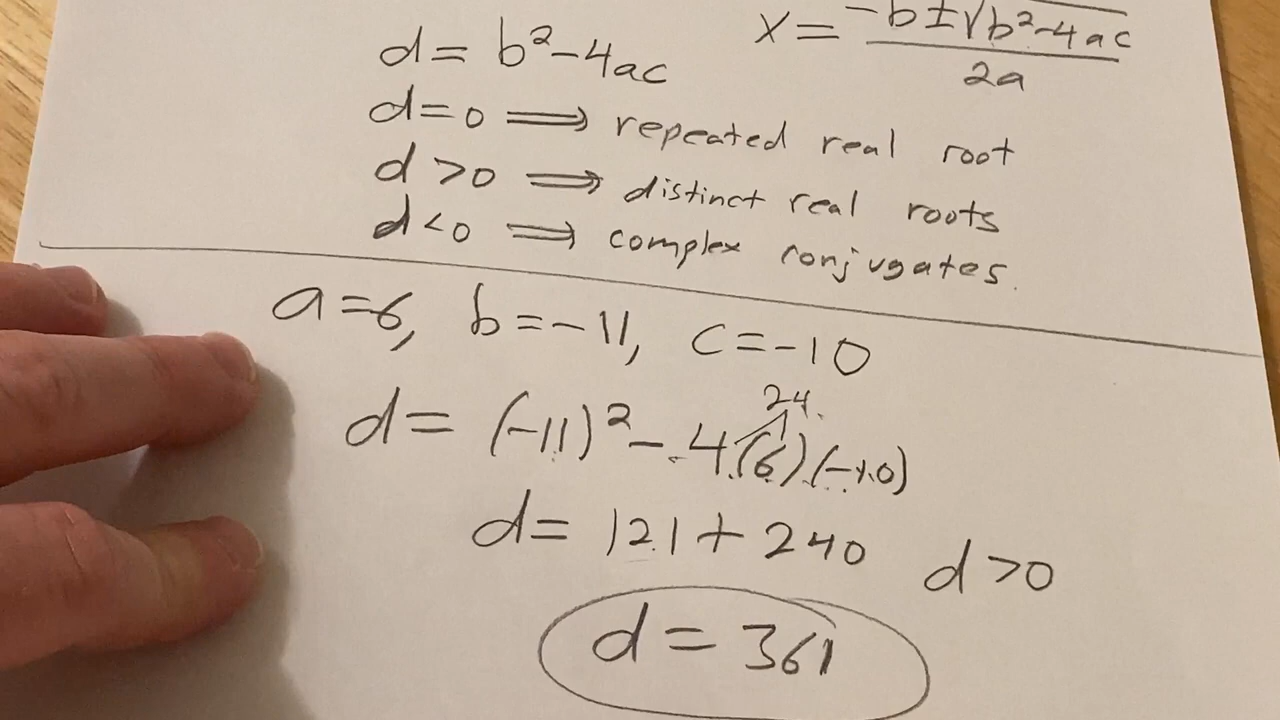 x = -b ± √b² - 4ac
2a
d = b² - 4ac
d = 0 ⟹ repeated real root
d > 0 ⟹ distinct real roots
d < 0 ⟹ complex conjugates.
a = 6, b = -11, c = -10
24.
d = (-11)² - 4(6)(-10)
d = 121 + 240 d > 0
d = 361